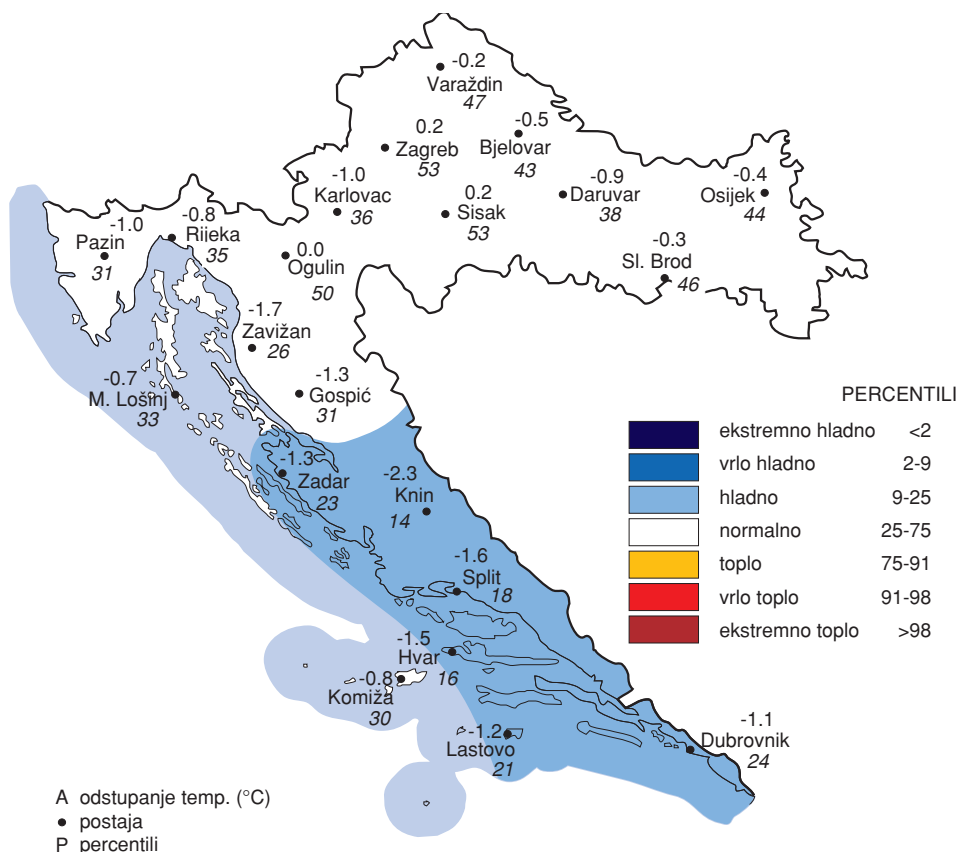 -0.2
Varaždin
47
0.2
Zagreb
53
-0.5
Bjelovar
43
-1.0
Karlovac
36
0.2
Sisak
53
-0.9
Daruvar
38
-0.4
Osijek
44
-1.0
Pazin
31
-0.8
Rijeka
35
0.0
Ogulin
50
-0.3
Sl. Brod
46
-1.7
Zavižan
26
-0.7
M. Lošinj
33
-1.3
Gospić
31
PERCENTILI
ekstremno hladno <2
vrlo hladno 2-9
hladno 9-25
normalno 25-75
toplo 75-91
vrlo toplo 91-98
ekstremno toplo >98
-1.3
Zadar
23
-2.3
Knin
14
-1.6
Split
18
-1.5
Hvar
16
-0.8
Komiža
30
-1.2
Lastovo
21
-1.1
Dubrovnik
24
A odstupanje temp. (°C)
● postaja
P percentili